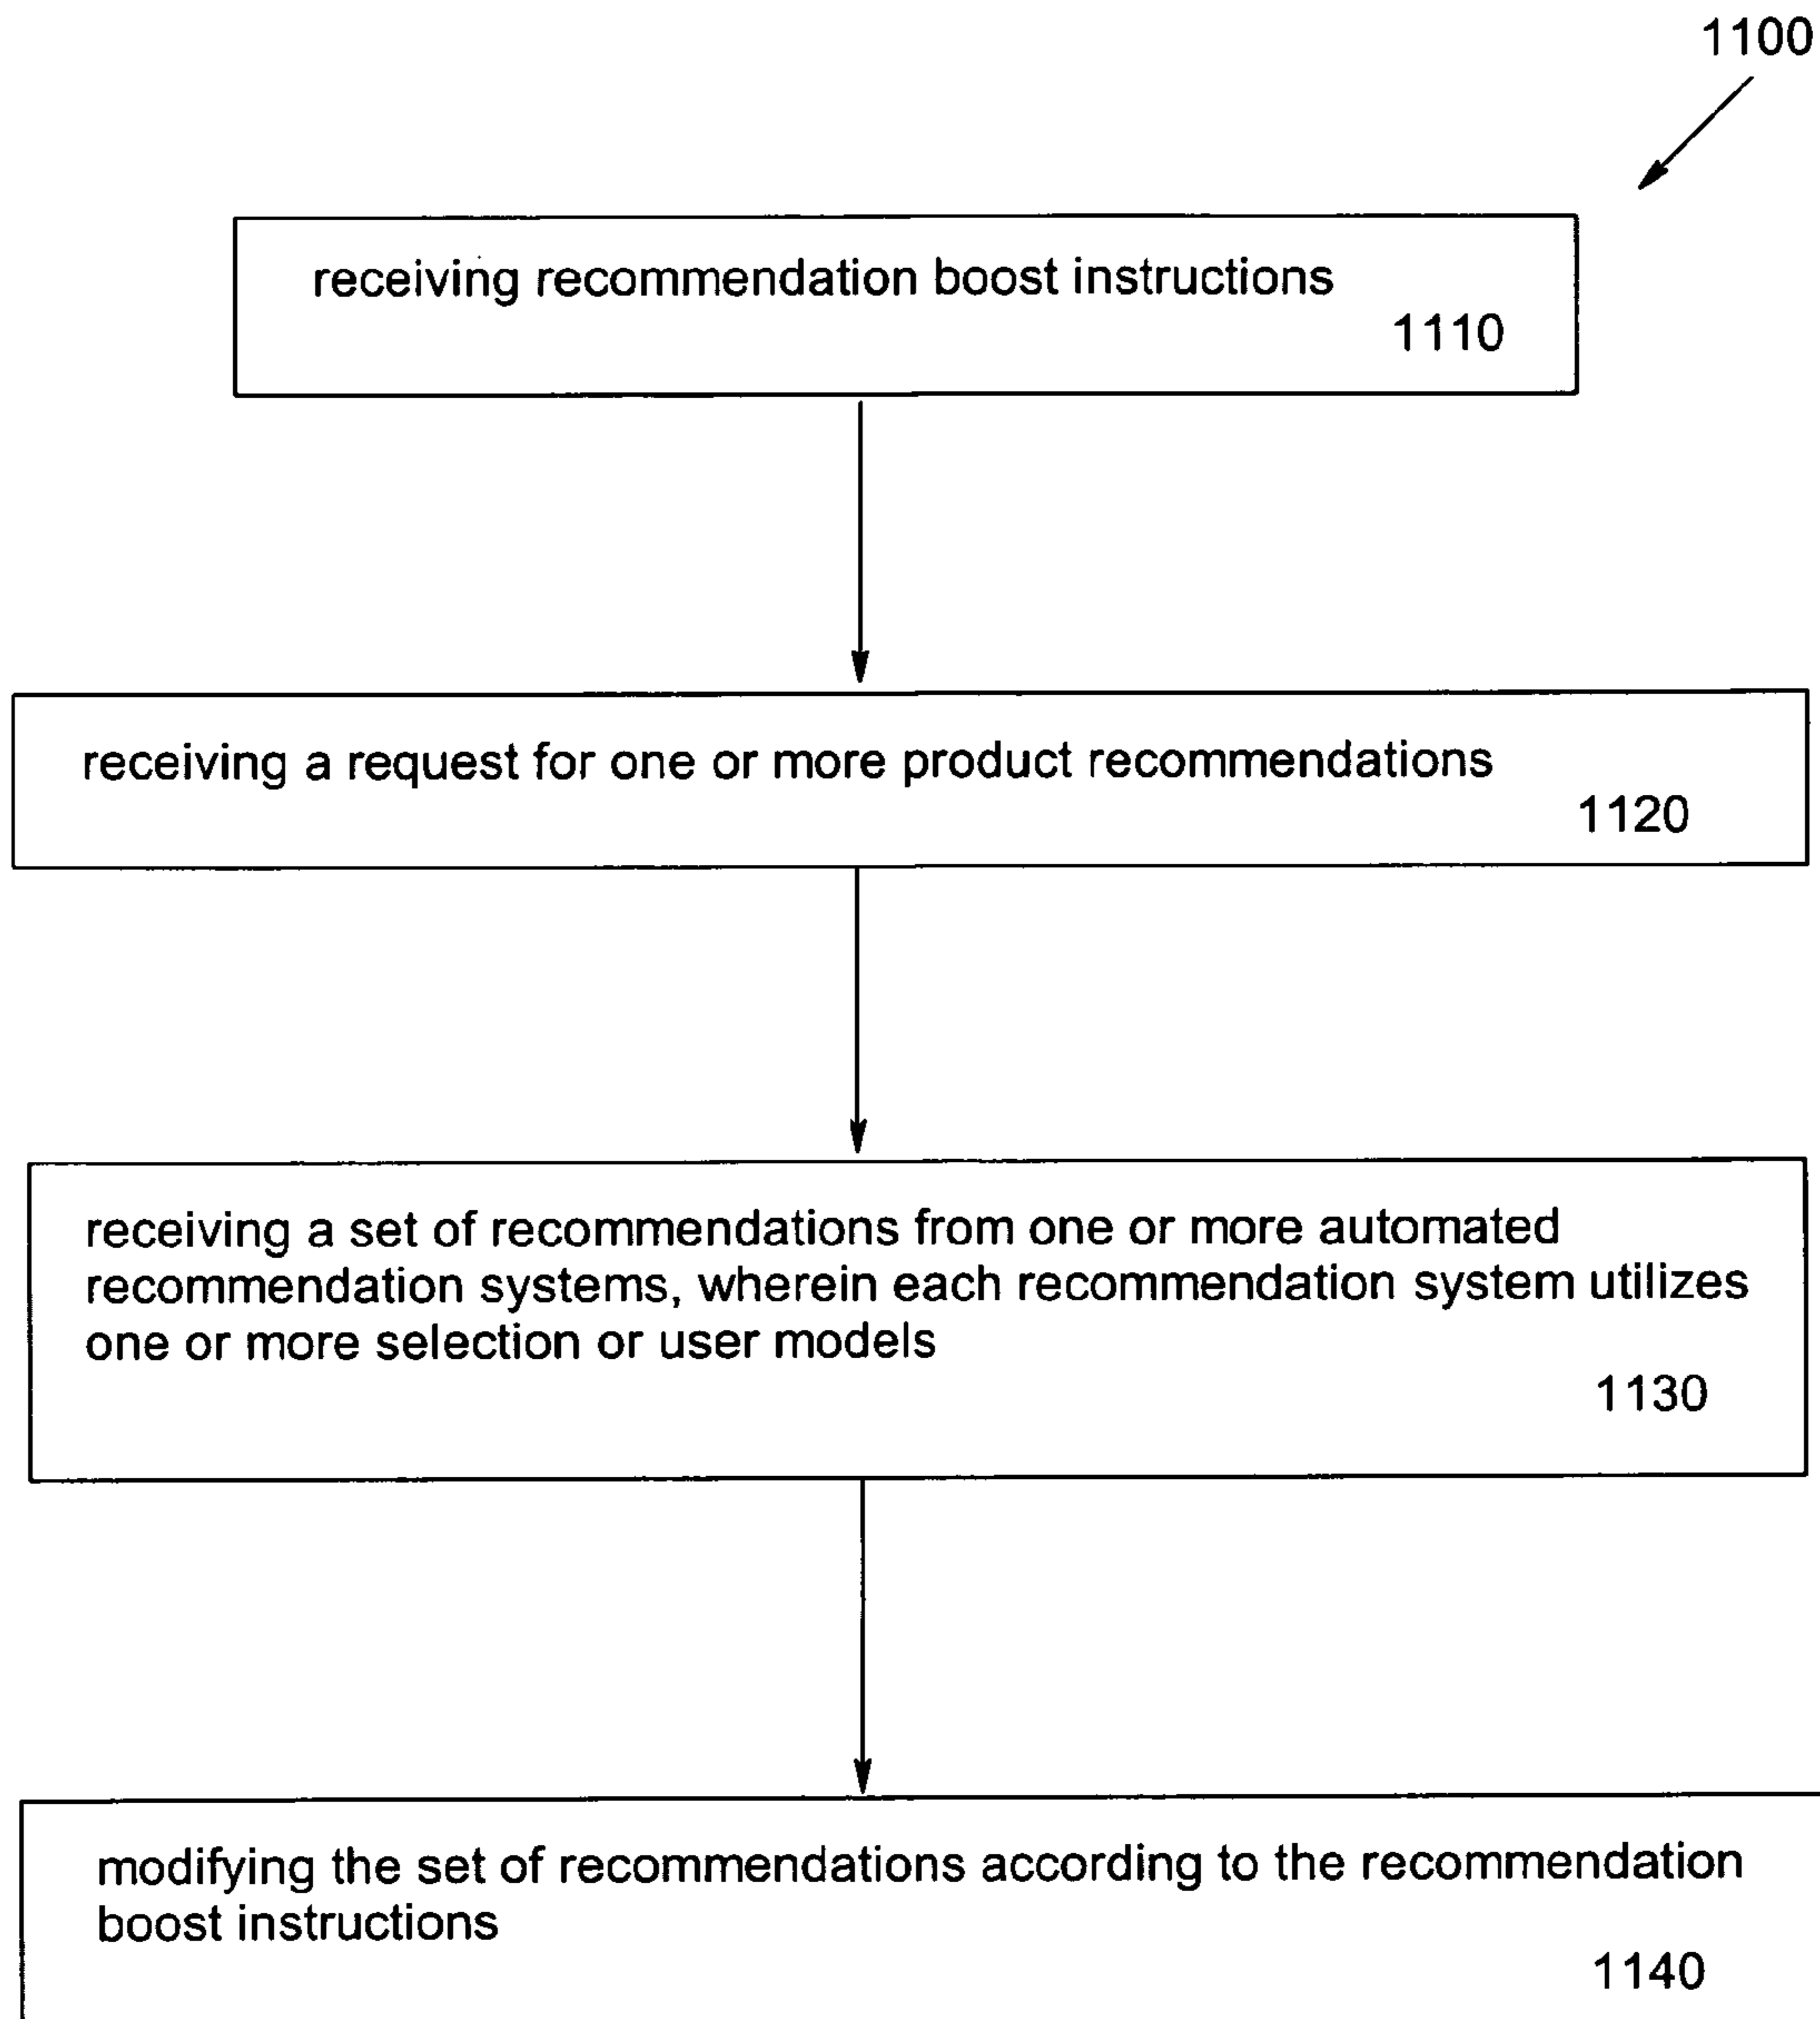 1100
receiving recommendation boost instructions
1110
receiving a request for one or more product recommendations
1120
receiving a set of recommendations from one or more automated
recommendation systems, wherein each recommendation system utilizes
one or more selection or user models
1130
modifying the set of recommendations according to the recommendation
boost instructions
1140